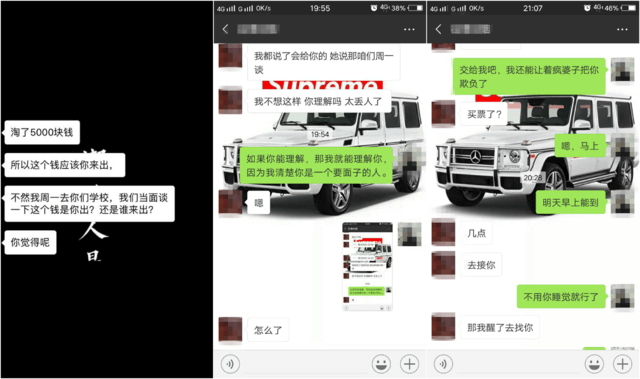 淘了5000块钱
所以这个钱应该你来出，
不然我周一去你们学校，我们当面谈
一下这个钱是你出？还是谁来出？
你觉得呢
人
旦
4G G 0K/s
19:55
4G 38%
我都说了会给你的 她说那咱们周一
谈
Supreme
我不想这样 你理解吗 太丢人了
19:54
如果你能理解，那我就能理解你，
因为我清楚你是一个要面子的人。
嗯
怎么了
4G G 0K/s
21:07
4G 46%
交给我吧，我还能让着疯婆子把你
欺负了
买票了？
嗯，马上
20:28
明天早上能到
几点
去接你
不用你睡觉就行了
那我醒了去找你